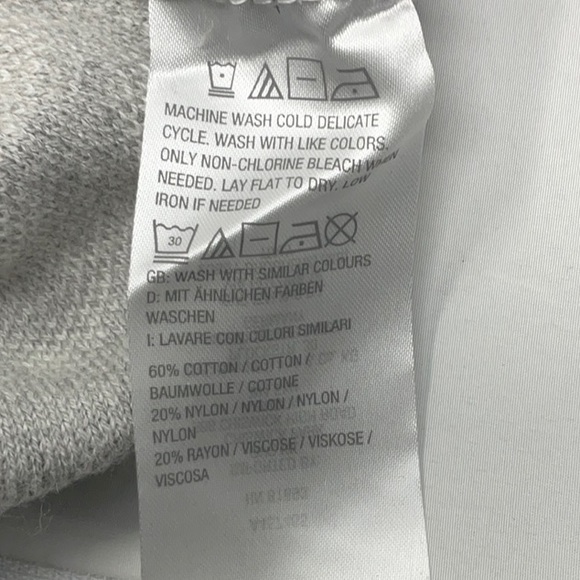 MACHINE WASH COLD DELICATE
CYCLE. WASH WITH LIKE COLORS.
ONLY NON-CHLORINE BLEACH WHEN
NEEDED. LAY FLAT TO DRY. LOW
IRON IF NEEDED
30
GB: WASH WITH SIMILAR COLOURS
D: MIT ÄHNLICHEN FARBEN
WASCHEN
I: LAVARE CON COLORI SIMILARI
60% COTTON / COTTON /
BAUMWOLLE / COTONE
20% NYLON / NYLON / NYLON /
NYLON
20% RAYON / VISCOSE / VISKOSE /
VISCOSA